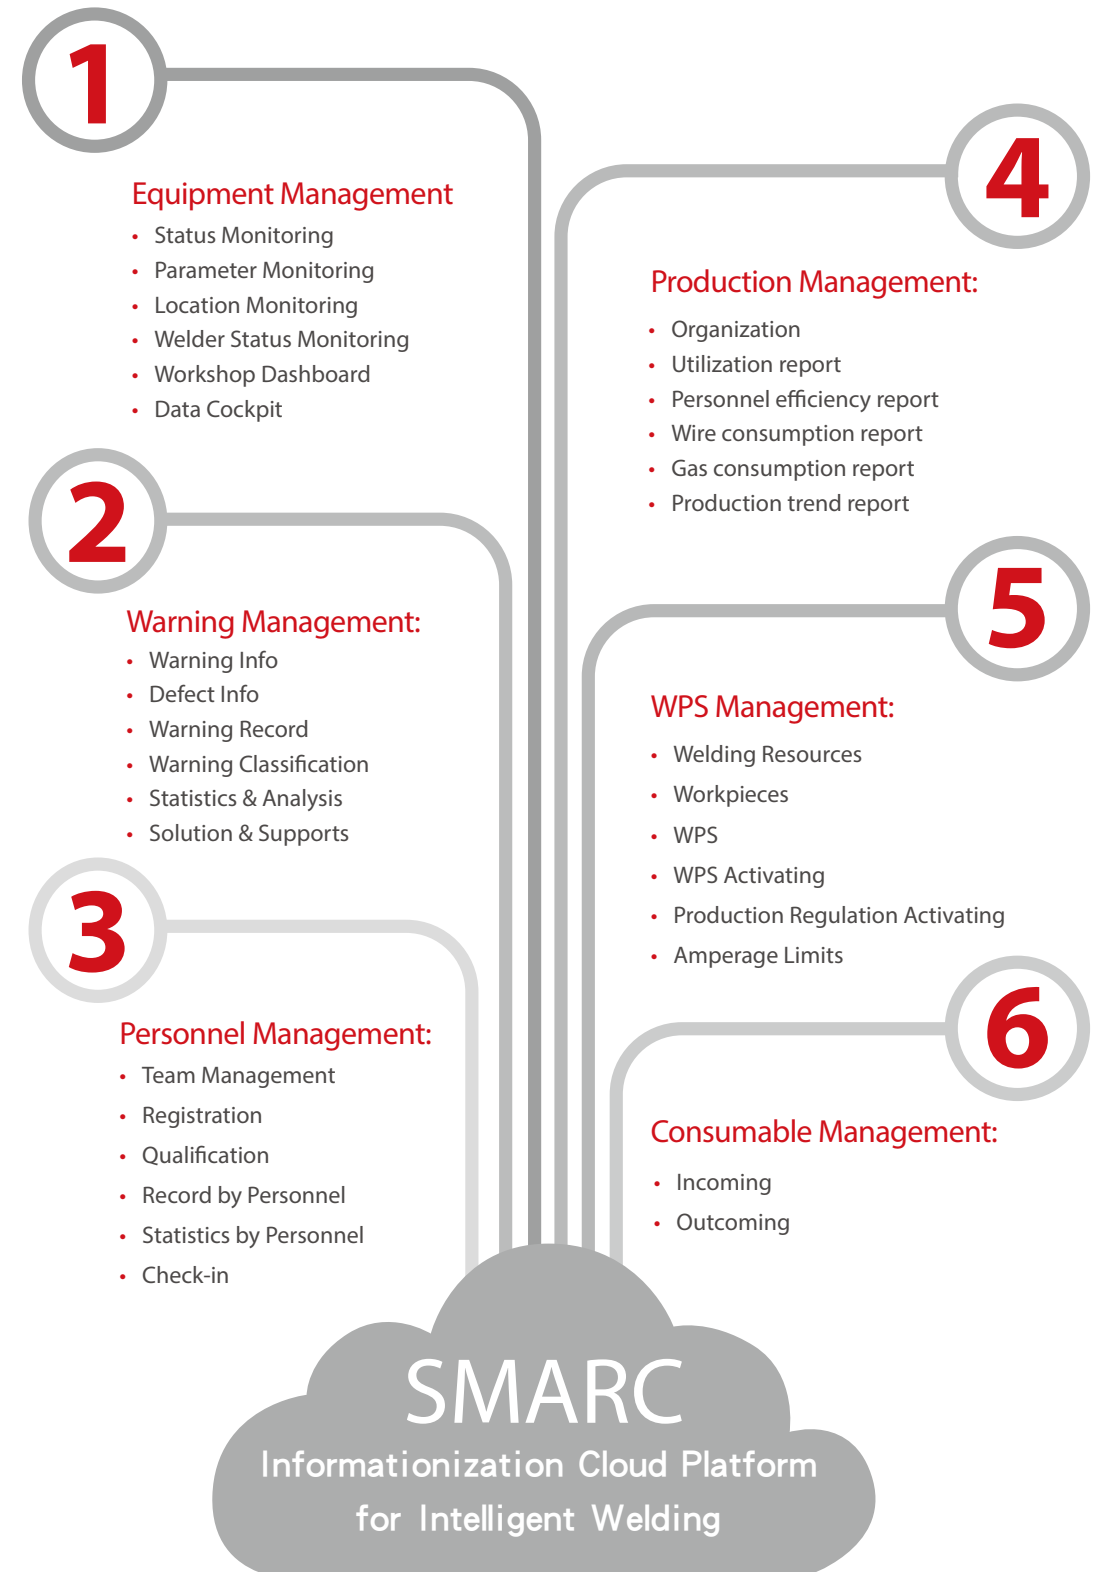 1
Equipment Management
• Status Monitoring
• Parameter Monitoring
• Location Monitoring
• Welder Status Monitoring
• Workshop Dashboard
• Data Cockpit
2
Warning Management:
• Warning Info
• Defect Info
• Warning Record
• Warning Classification
• Statistics & Analysis
• Solution & Supports
3
Personnel Management:
• Team Management
• Registration
• Qualification
• Record by Personnel
• Statistics by Personnel
• Check-in
4
Production Management:
• Organization
• Utilization report
• Personnel efficiency report
• Wire consumption report
• Gas consumption report
• Production trend report
5
WPS Management:
• Welding Resources
• Workpieces
• WPS
• WPS Activating
• Production Regulation Activating
• Amperage Limits
6
Consumable Management:
• Incoming
• Outcoming
SMARC
Informationization Cloud Platform
for Intelligent Welding